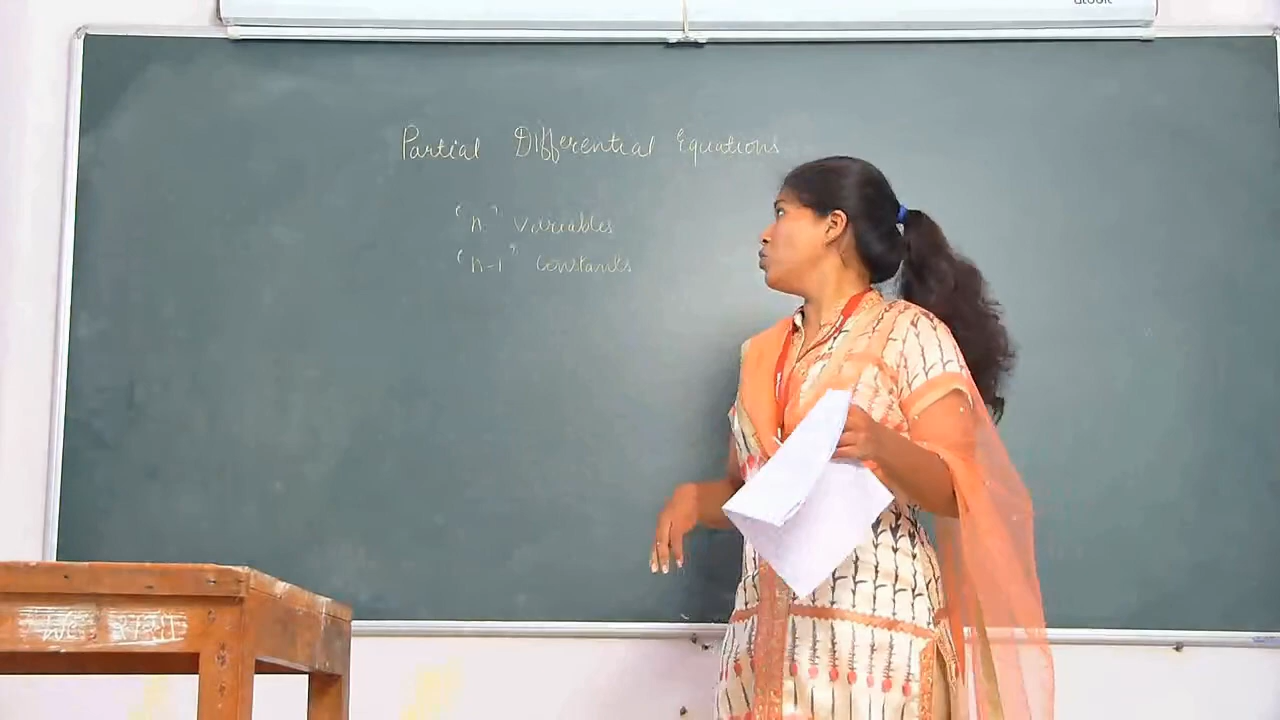 Partial Differential Equations
"n" variables
"n-1" constants